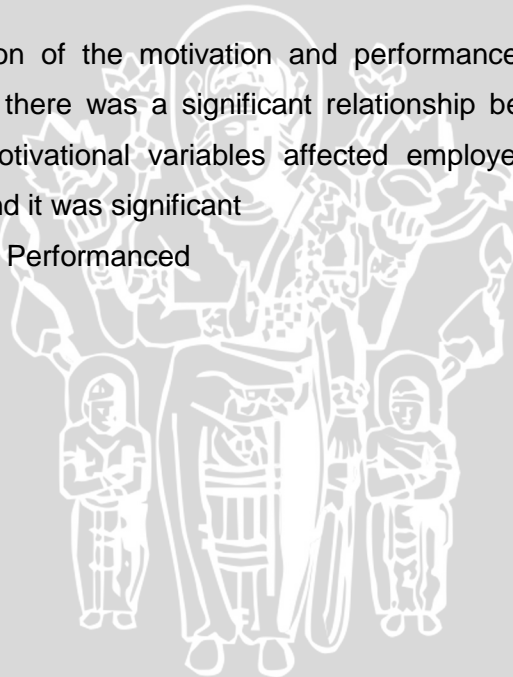 on of the motivation and performance
there was a significant relationship be
otivational variables affected employe
nd it was significant
Performanced